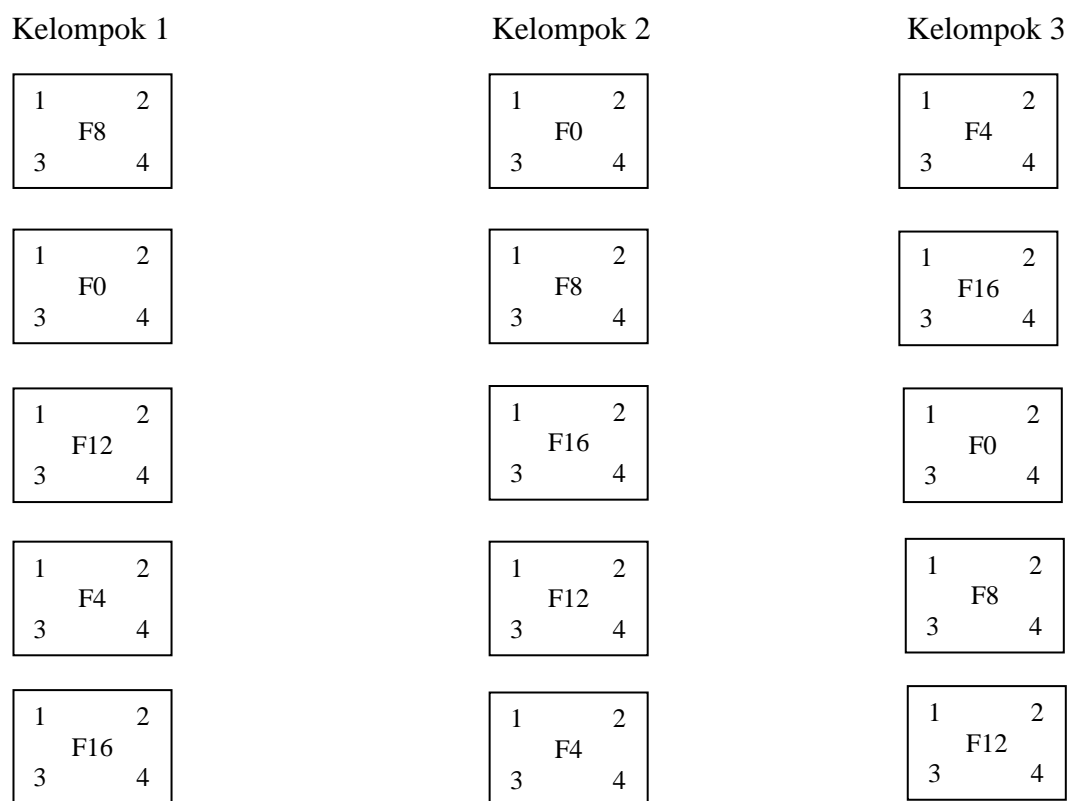 Kelompok 1 Kelompok 2 Kelompok 3
1 2 1 2 1 2
F8 F0 F4
3 4 3 4 3 4
1 2 1 2 1 2
F0 F8 F16
3 4 3 4 3 4
1 2 1 2 1 2
F12 F16 F0
3 4 3 4 3 4
1 2 1 2 1 2
F4 F12 F8
3 4 3 4 3 4
1 2 1 2 1 2
F16 F4 F12
3 4 3 4 3 4